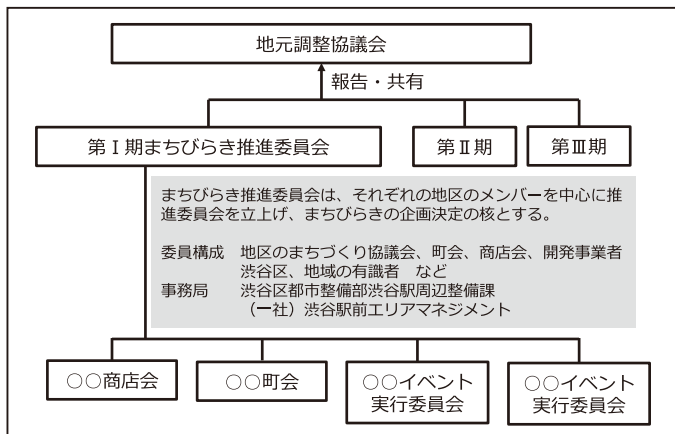 地元調整協議会
報告・共有
第Ⅰ期まちびらき推進委員会
第Ⅱ期
第Ⅲ期
まちびらき推進委員会は、それぞれの地区のメンバーを中心に推
進委員会を立上げ、まちびらきの企画決定の核とする。
委員構成　地区のまちづくり協議会、町会、商店会、開発事業者
渋谷区、地域の有識者　など
事務局　渋谷区都市整備部渋谷駅周辺整備課
（一社）渋谷駅前エリアマネジメント
○○商店会
○○町会
○○イベント
実行委員会
○○イベント
実行委員会